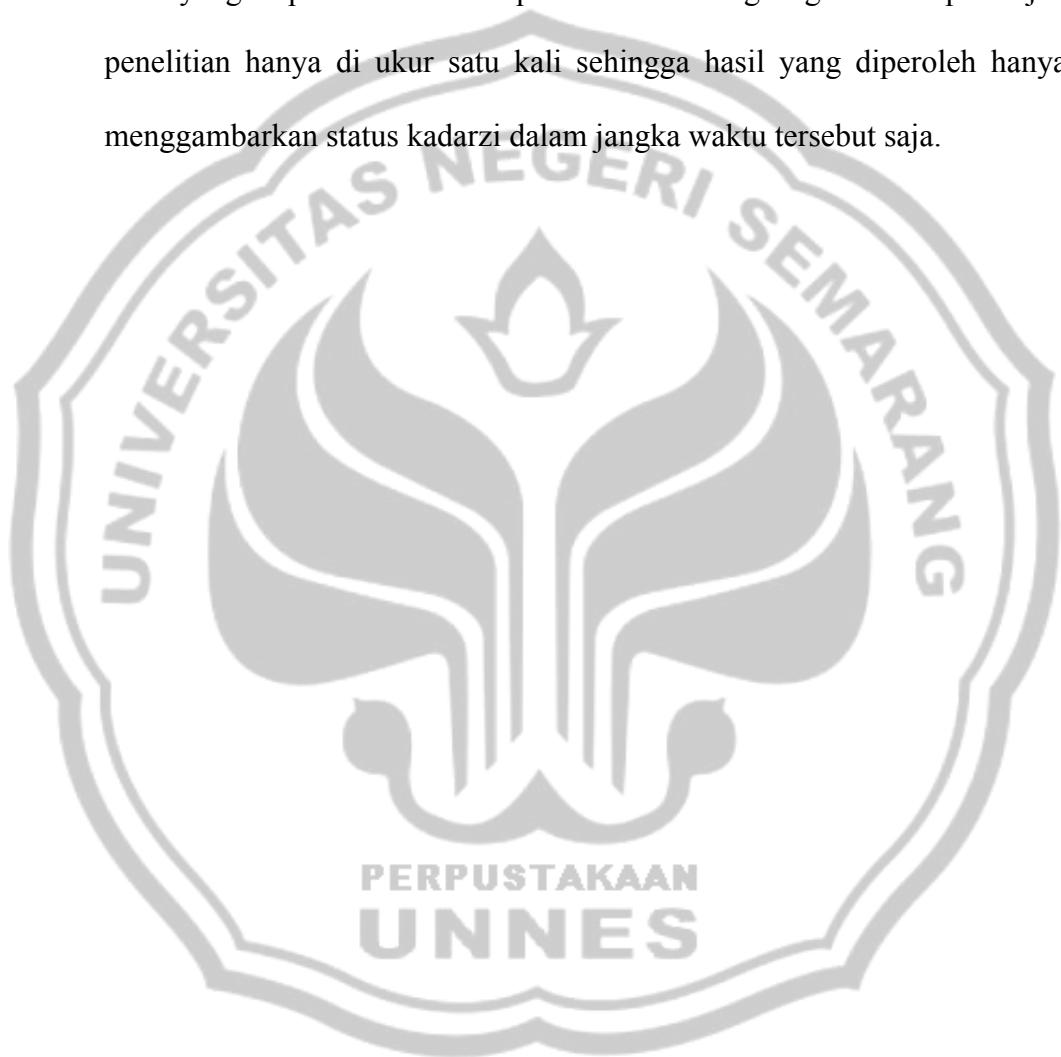 penelitian hanya di ukur satu kali sehingga hasil yang diperoleh hanya
menggambarkan status kadarzi dalam jangka waktu tersebut saja.
UNIVERSITAS NEGERI SEMARANG
PERPUSTAKAAN
UNNES